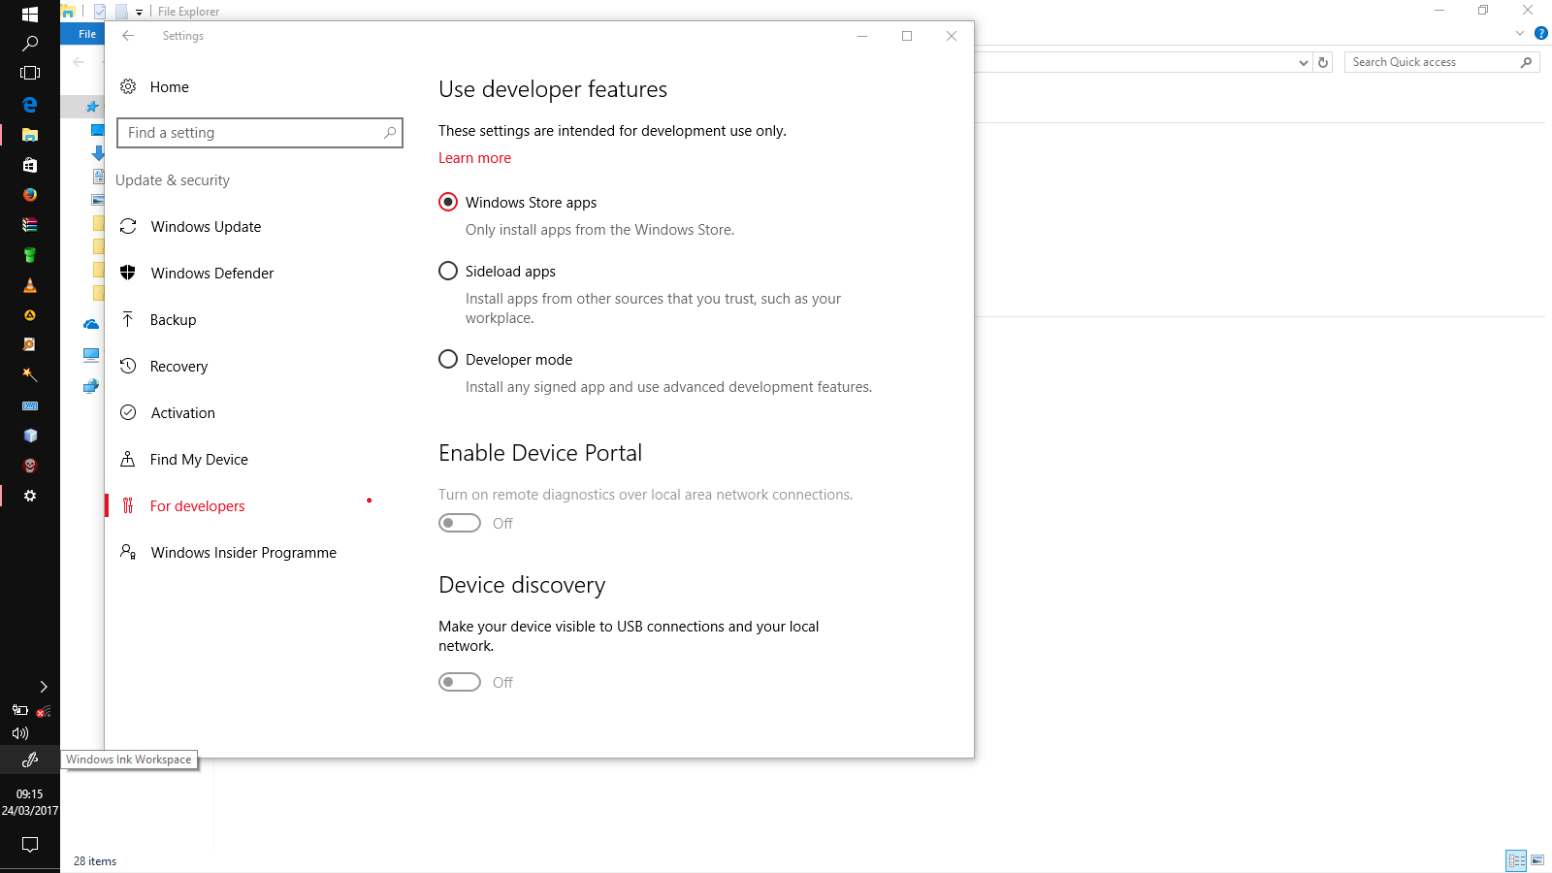 File Explorer
File
Settings
Search Quick access
Home
Find a setting
Update & security
Windows Update
Windows Defender
Backup
Recovery
Activation
Find My Device
For developers
Windows Insider Programme
Use developer features
These settings are intended for development use only.
Learn more
Windows Store apps
Only install apps from the Windows Store.
Sideload apps
Install apps from other sources that you trust, such as your
workplace.
Developer mode
Install any signed app and use advanced development features.
Enable Device Portal
Turn on remote diagnostics over local area network connections.
Off
Device discovery
Make your device visible to USB connections and your local
network.
Off
Windows Ink Workspace
09:15
24/03/2017
28 items